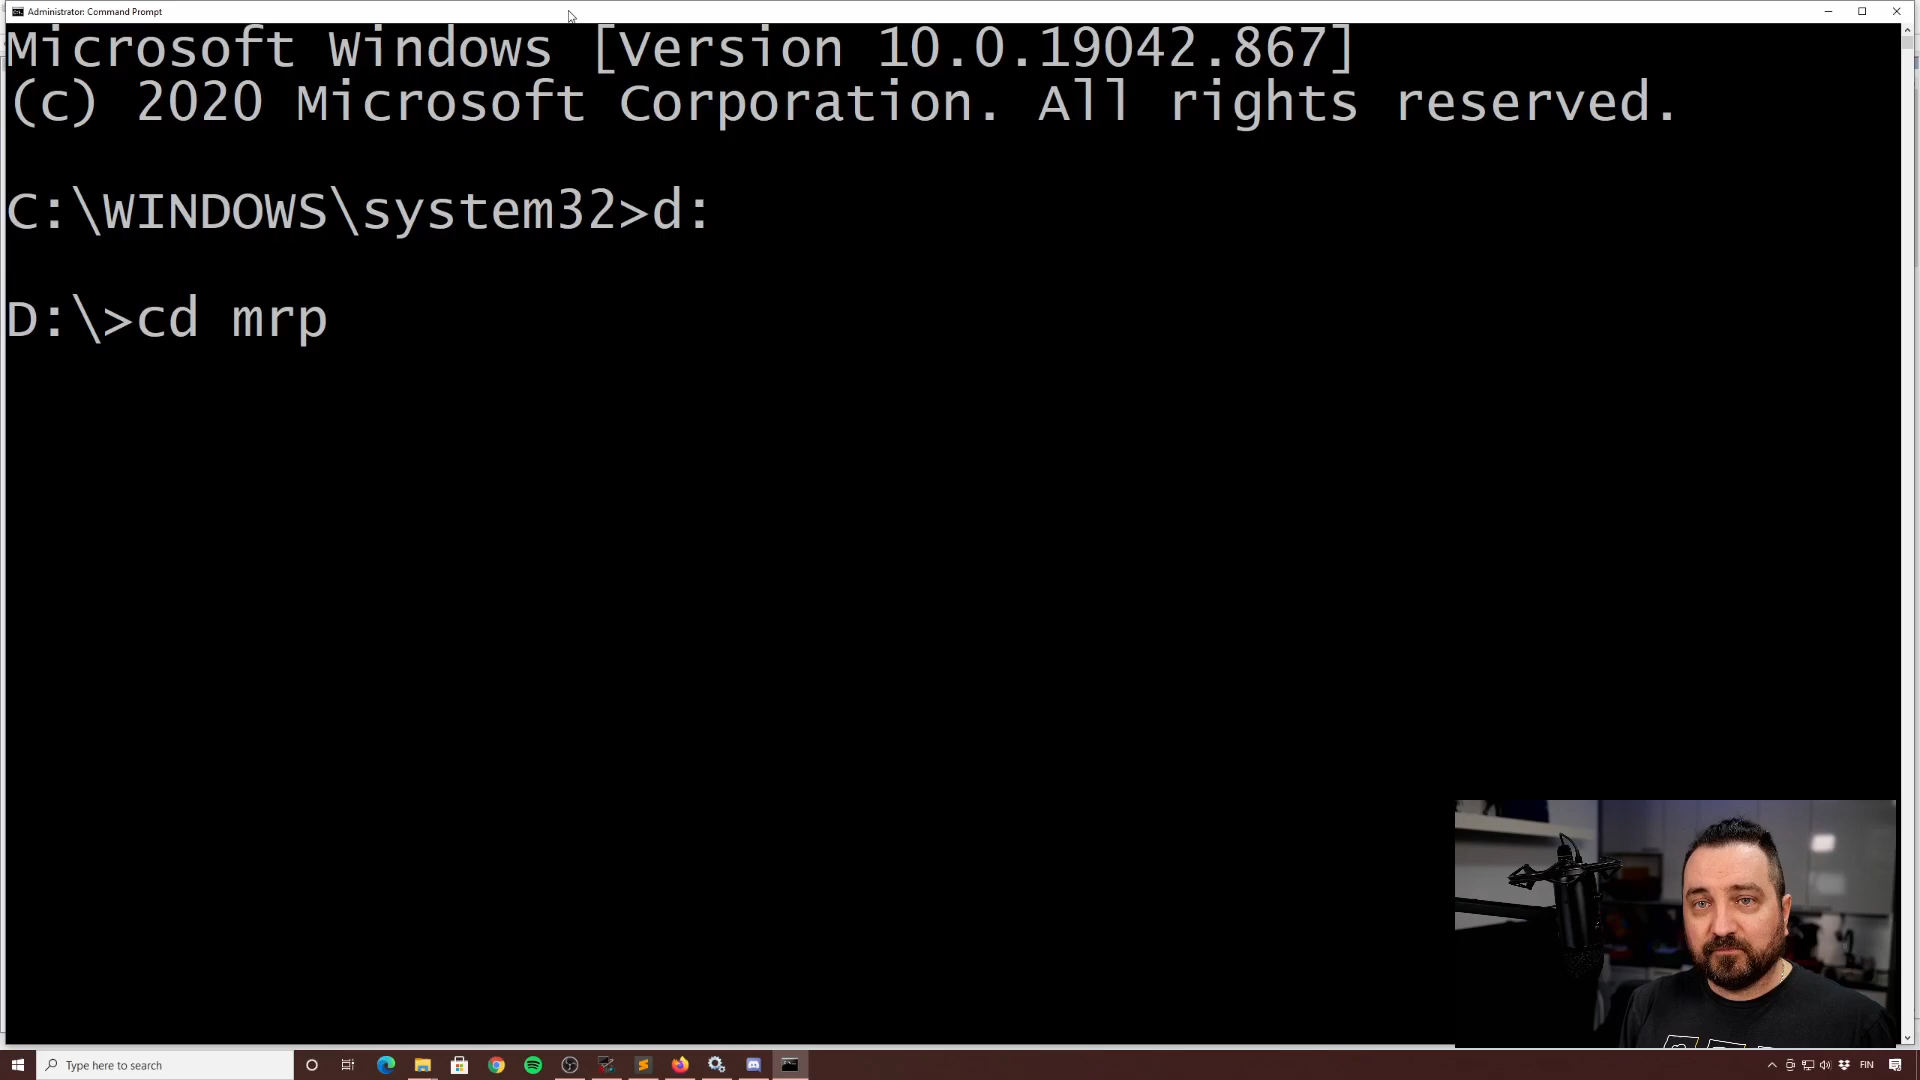 Administrator: Command Prompt
Microsoft Windows [Version 10.0.19042.867]
(c) 2020 Microsoft Corporation. All rights reserved.
C:\WINDOWS\system32>d:
D:\>cd mrp
Type here to search
FIN